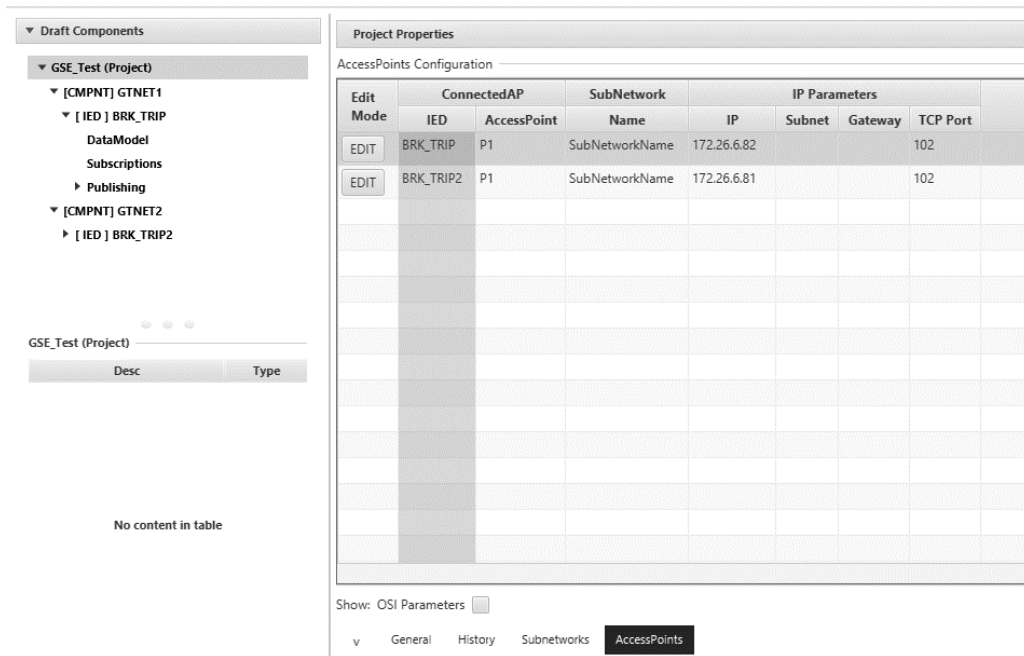 Draft Components
GSE_Test (Project)
[CMPNT] GTNET1
[ IED ] BRK_TRIP
DataModel
Subscriptions
Publishing
[CMPNT] GTNET2
[ IED ] BRK_TRIP2
GSE_Test (Project)
Desc Type
No content in table
Project Properties
AccessPoints Configuration
Edit Mode ConnectedAP SubNetwork IP Parameters
IED AccessPoint Name IP Subnet Gateway TCP Port
EDIT BRK_TRIP P1 SubNetworkName 172.26.6.82 102
EDIT BRK_TRIP2 P1 SubNetworkName 172.26.6.81 102
Show: OSI Parameters
v General History Subnetworks AccessPoints